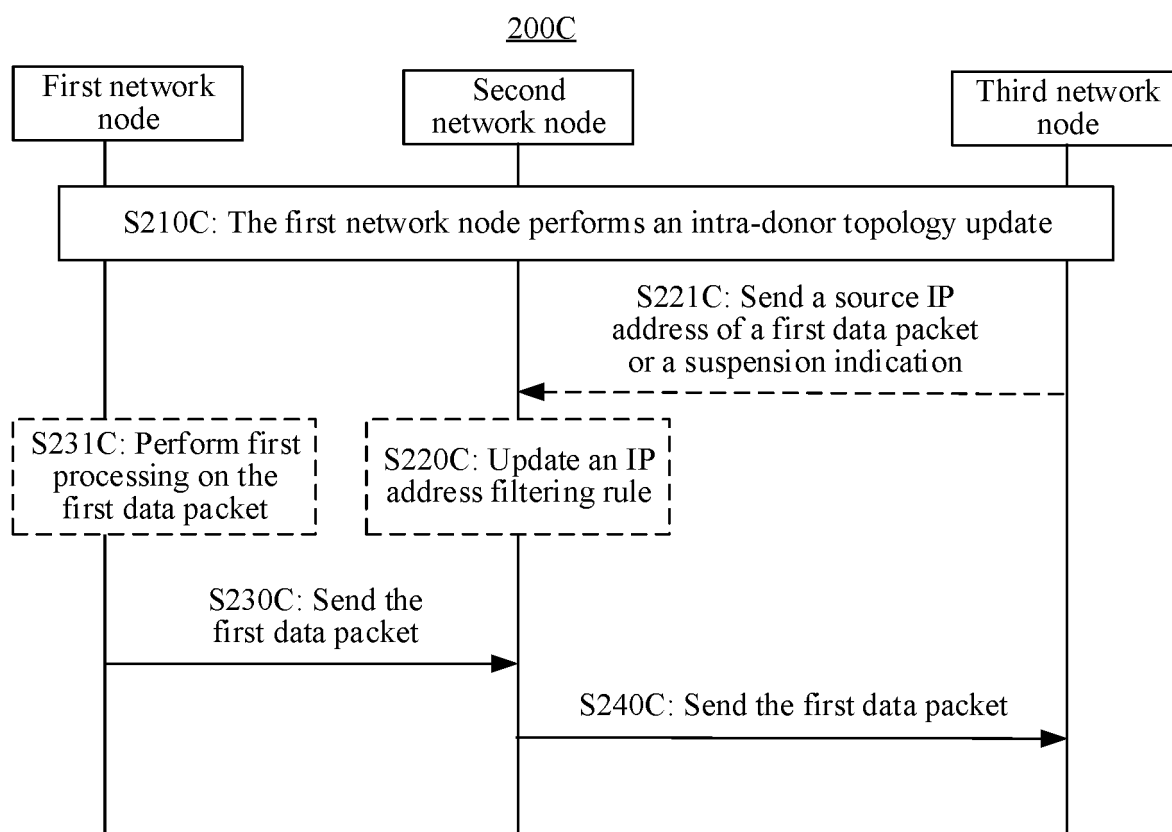 200C
First network
node
Second
network node
Third network
node
S210C: The first network node performs an intra-donor topology update
S221C: Send a source IP
address of a first data packet
or a suspension indication
S231C: Perform first
processing on the
first data packet
S220C: Update an IP
address filtering rule
S230C: Send the
first data packet
S240C: Send the first data packet